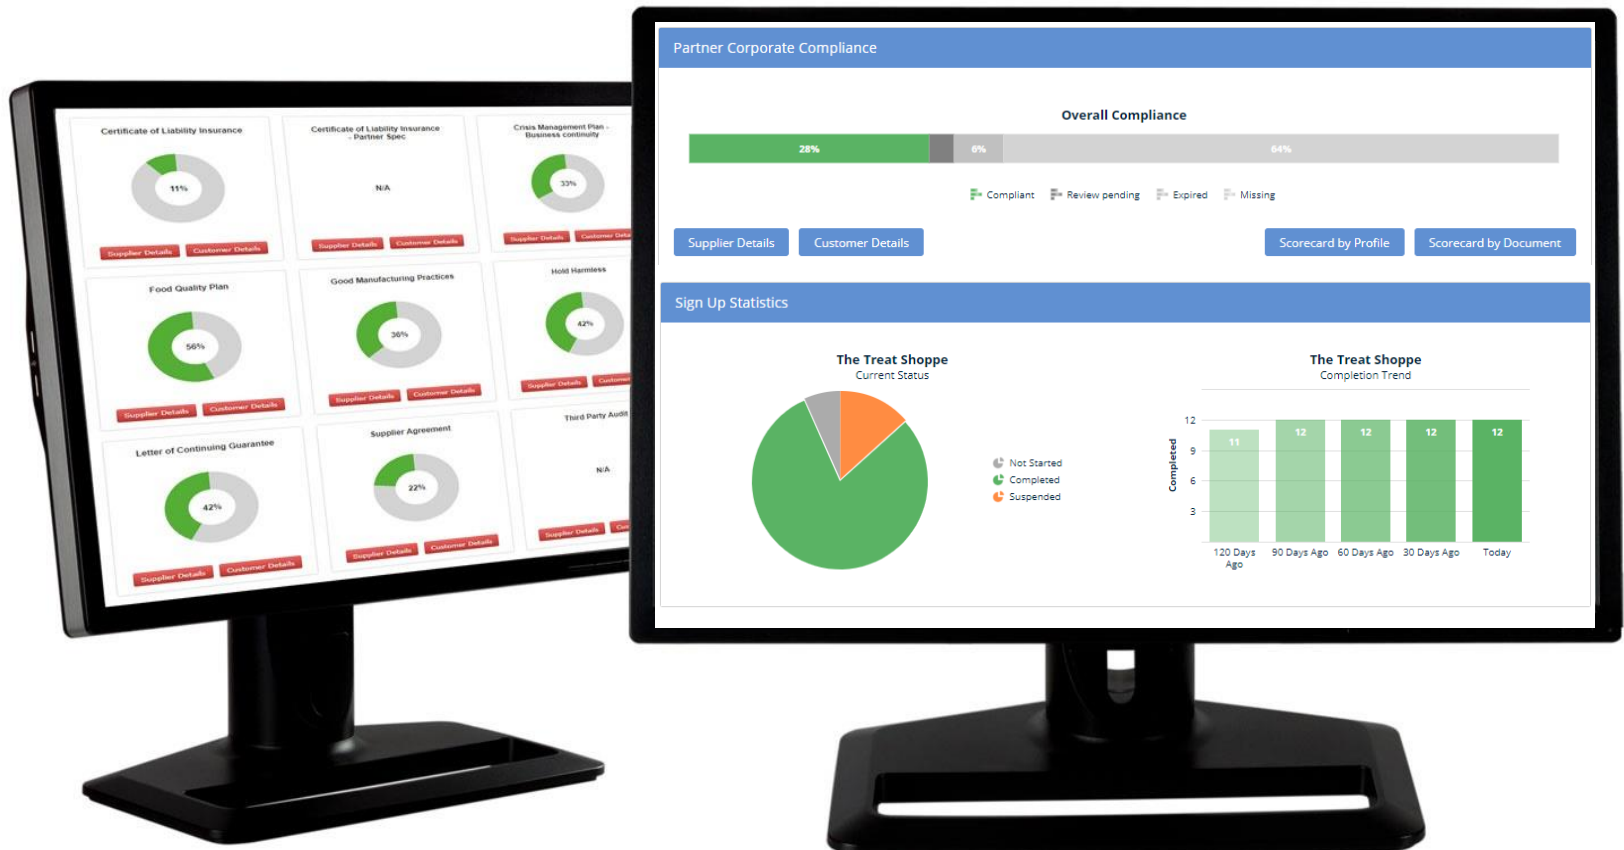 Certificate of Liability Insurance
11%
Supplier Details
Customer Details
Certificate of Liability Insurance
- Partner Spec
N/A
Supplier Details
Customer Details
Crisis Management Plan -
Business continuity
33%
Supplier Details
Customer Deta
Food Quality Plan
56%
Supplier Details
Customer Details
Good Manufacturing Practices
36%
Supplier Details
Customer Details
Hold Harmless
42%
Supplier Details
Customer
Letter of Continuing Guarantee
42%
Supplier Details
Customer Details
Supplier Agreement
22%
Supplier Details
Customer Details
Third Party Audit
N/A
Supplier Details
Cus
Partner Corporate Compliance
Overall Compliance
28%
6%
64%
Compliant
Review pending
Expired
Missing
Supplier Details
Customer Details
Scorecard by Profile
Scorecard by Document
Sign Up Statistics
The Treat Shoppe
Current Status
Not Started
Completed
Suspended
The Treat Shoppe
Completion Trend
Completed
12
9
6
3
11
12
12
12
12
120 Days
Ago
90 Days Ago
60 Days Ago
30 Days Ago
Today